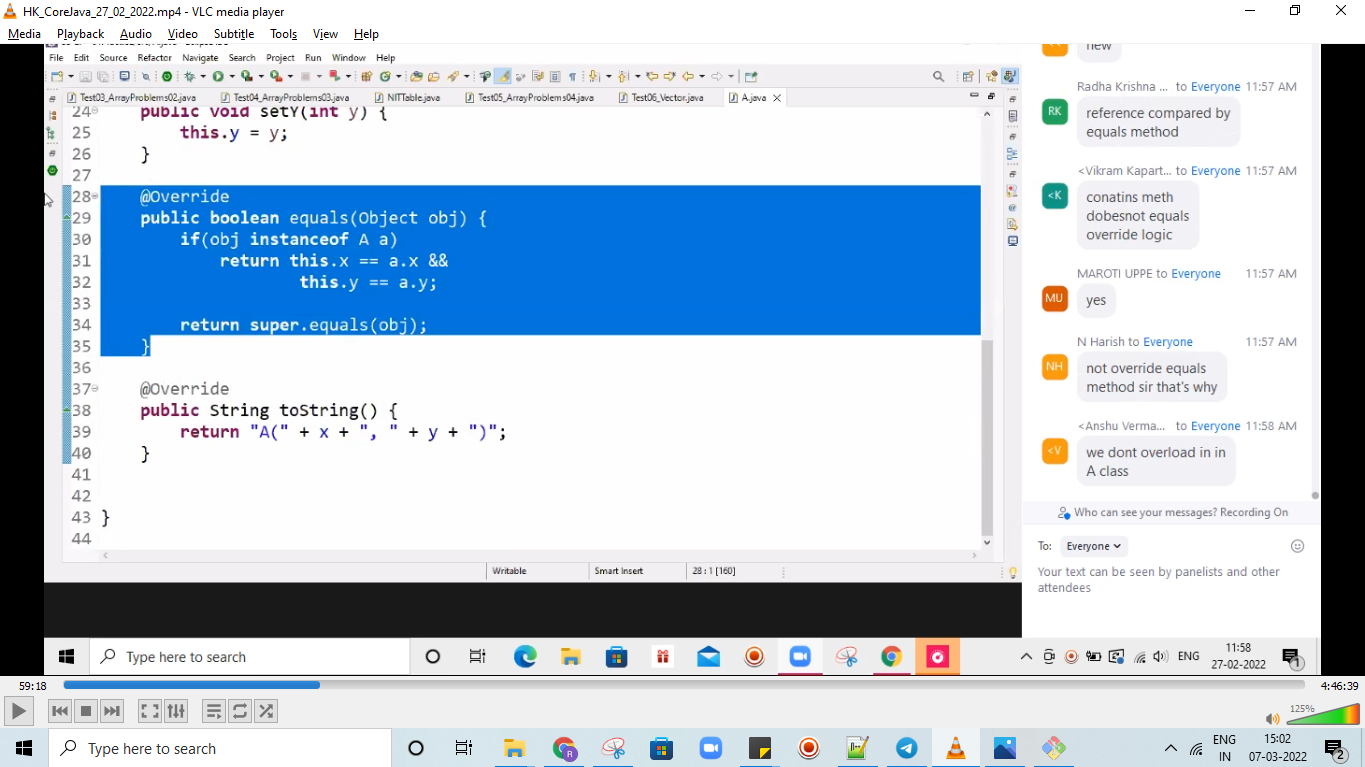 HK_CoreJava_27_02_2022.mp4 - VLC media player
Media Playback Audio Video Subtitle Tools View Help
File Edit Source Refactor Navigate Search Project Run Window Help
Test03_ArrayProblems02.java Test04_ArrayProblems03.java NITTable.java Test05_ArrayProblems04.java Test06_Vector.java A.java
24 public void setY(int y) {
25 this.y = y;
26 }
27
28 @Override
29 public boolean equals(Object obj) {
30 if(obj instanceof A a)
31 return this.x == a.x &&
32 this.y == a.y;
33
34 return super.equals(obj);
35 }
36
37 @Override
38 public String toString() {
39 return "A(" + x + ", " + y + ")";
40 }
41
42
43 }
44
Writable Smart Insert 28 : 1 [160]
new
Radha Krishna ... to Everyone 11:57 AM
RK
reference compared by
equals method
<Vikram Kapart... to Everyone 11:57 AM
<K
conatins meth
dobesnot equals
override logic
MAROTI UPPE to Everyone 11:57 AM
MU
yes
N Harish to Everyone 11:57 AM
NH
not override equals
method sir that's why
<Anshu Verma... to Everyone 11:58 AM
<V
we dont overload in in
A class
Who can see your messages? Recording On
To: Everyone
Your text can be seen by panelists and other
attendees
Type here to search
ENG
11:58
27-02-2022
1
59:18
4:46:39
125%
Type here to search
ENG
IN
15:02
07-03-2022
2